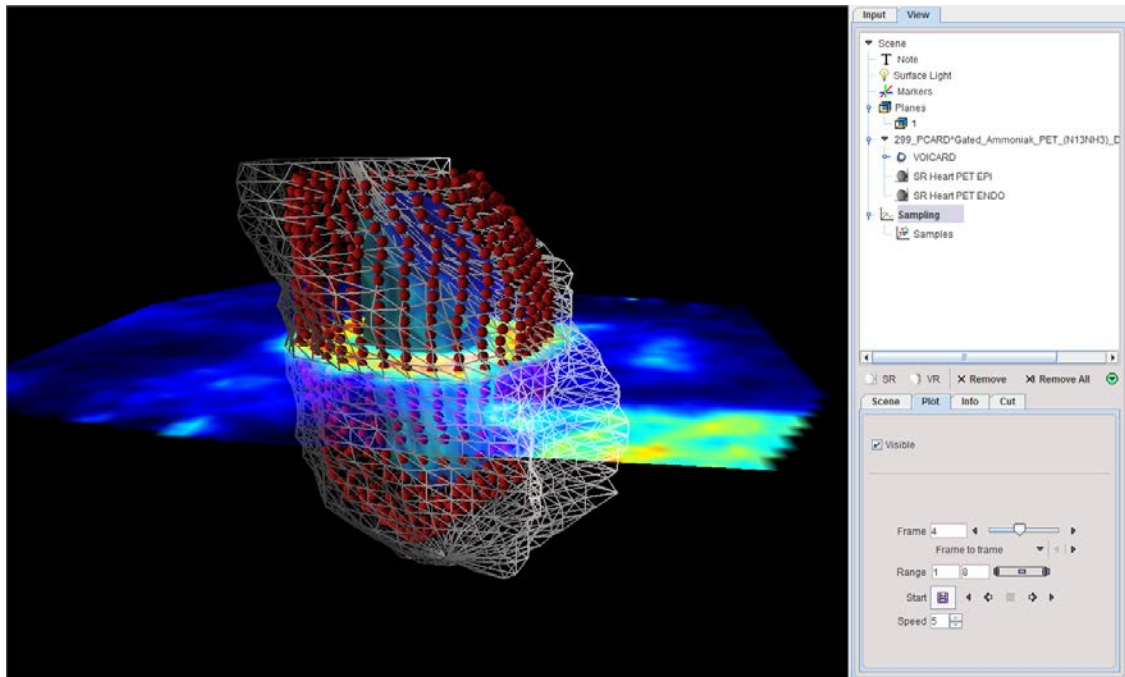 Input View
Scene
Note
Surface Light
Markers
Planes
1
299_PCARD*Gated_Ammoniak_PET_(N13NH3)_D
VOICARD
SR Heart PET EPI
SR Heart PET ENDO
Sampling
Samples
SR VR Remove Remove All
Scene Plot Info Cut
Visible
Frame 4
Frame to frame
Range 1 8
Start
Speed 5